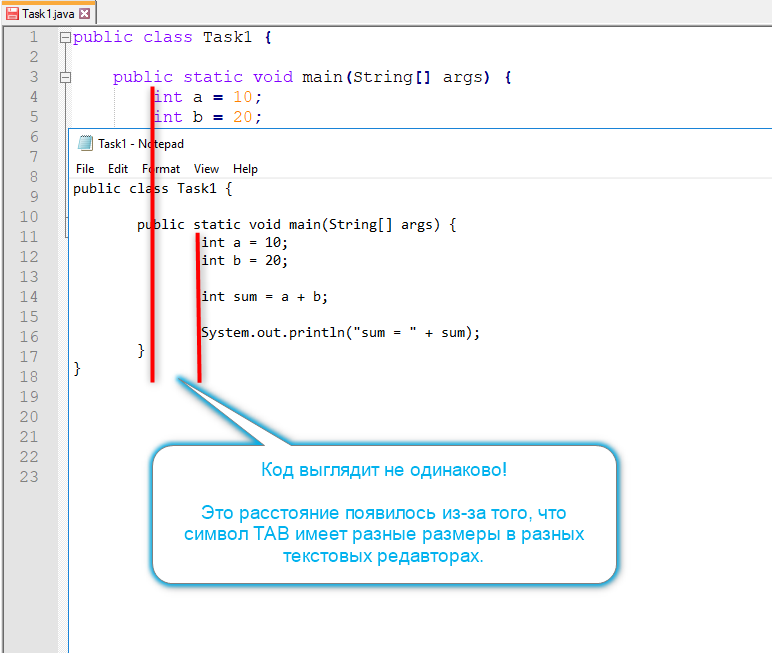 Task1.java
1 public class Task1 {
2
3 public static void main(String[] args) {
4 int a = 10;
5 int b = 20;
6
7
8
9
10
11
12
13
14
15
16
17
18
19
20
21
22
23
Task1 - Notepad
File Edit Format View Help
public class Task1 {
public static void main(String[] args) {
int a = 10;
int b = 20;
int sum = a + b;
System.out.println("sum = " + sum);
}
}
Код выглядит не одинаково!
Это расстояние появилось из-за того, что
символ TAB имеет разные размеры в разных
текстовых редавторах.